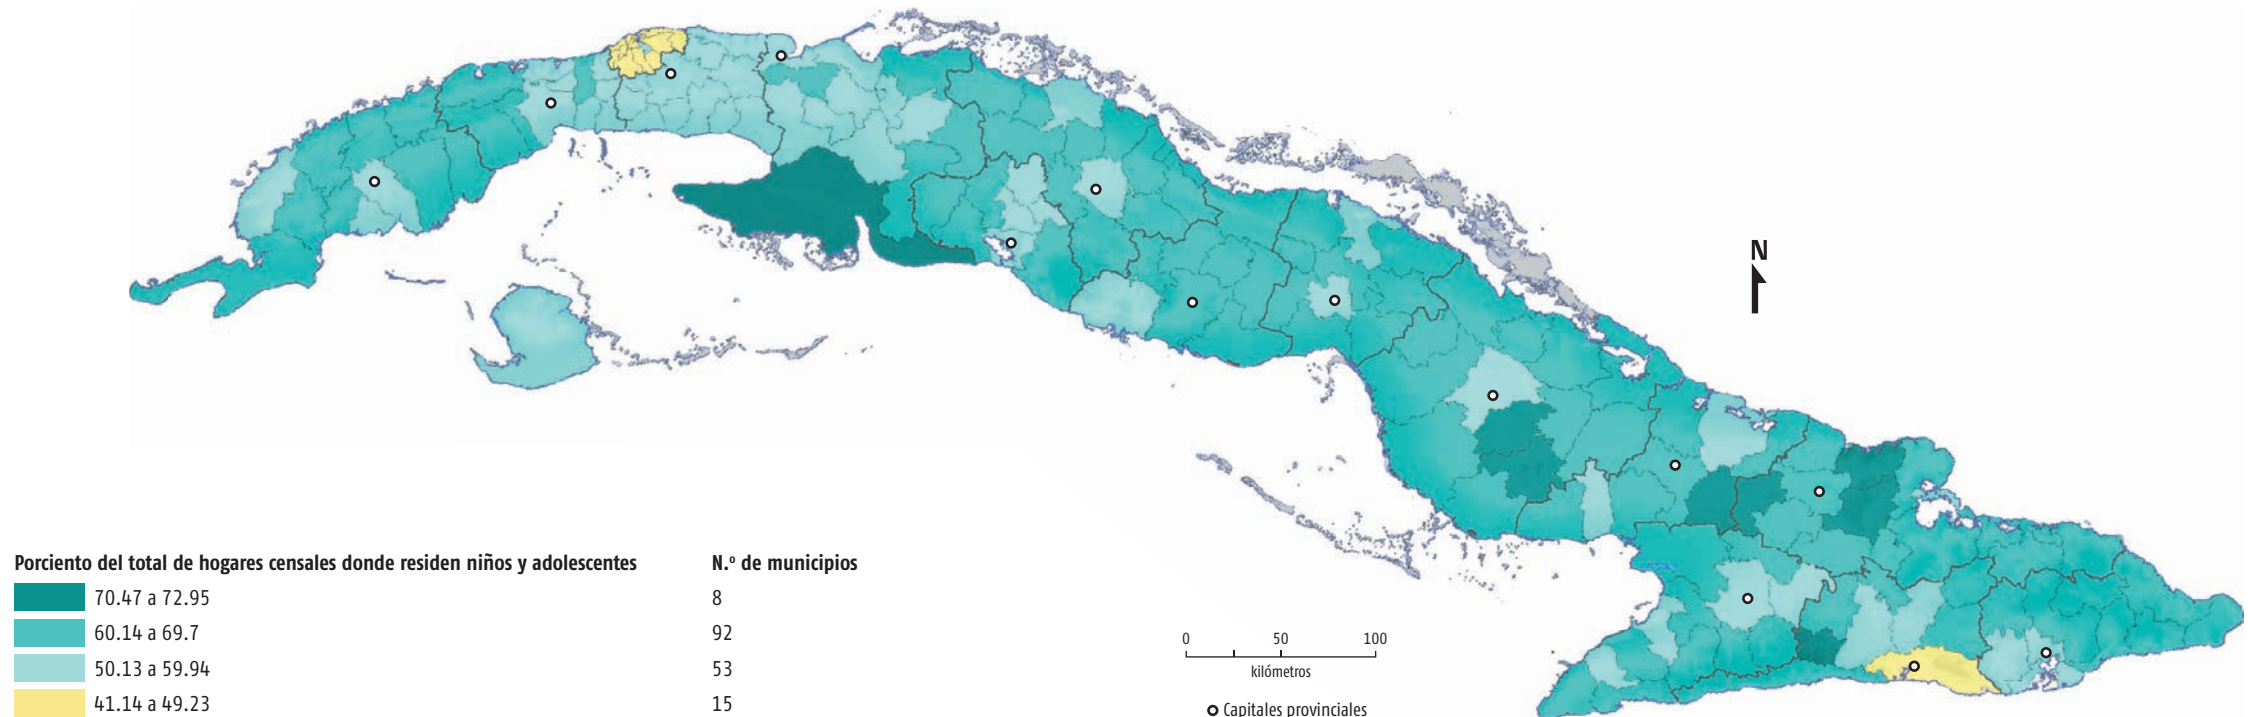 N
Porciento del total de hogares censales donde residen niños y adolescentes N.º de municipios
70.47 a 72.95 8
60.14 a 69.7 92
50.13 a 59.94 53
41.14 a 49.23 15
0 50 100
kilómetros
Capitales provinciales